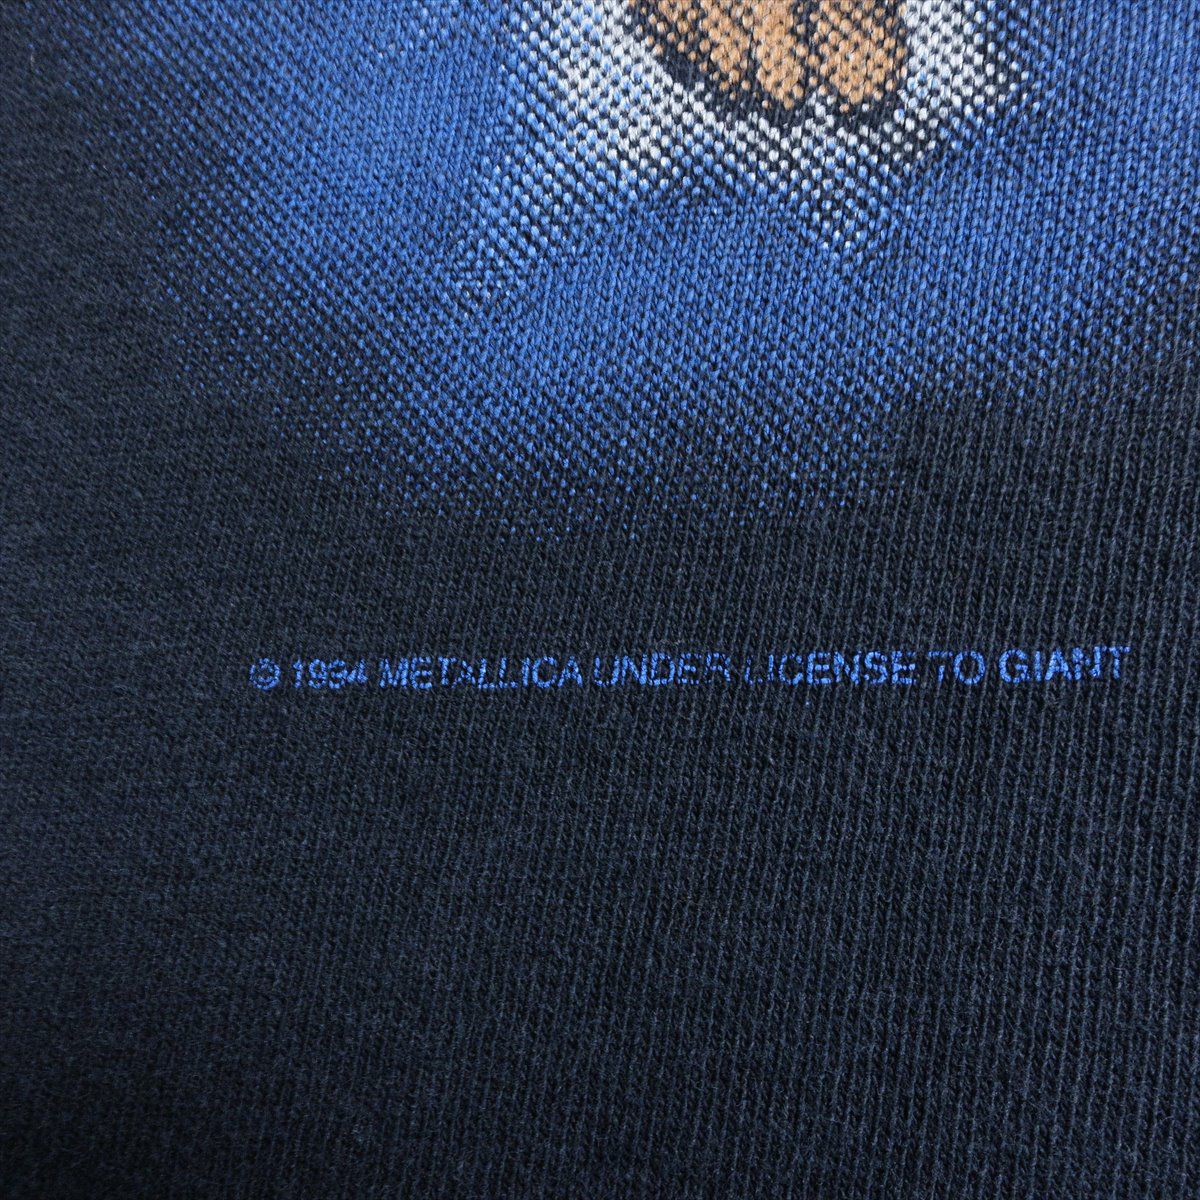 © 1994 METALLICA UNDER LICENSE TO GIANT